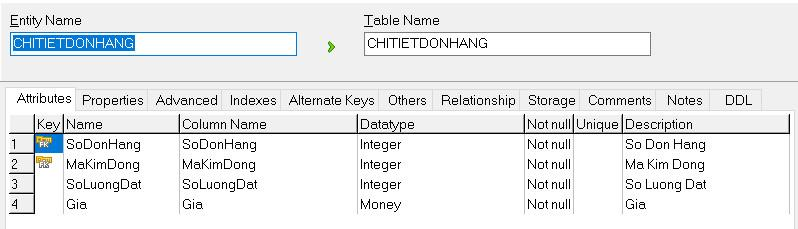 Entity Name Table Name
CHITIETDONHANG CHITIETDONHANG
Attributes Properties Advanced Indexes Alternate Keys Others Relationship Storage Comments Notes DDL
Key Name Column Name Datatype Not null Unique Description
1 FK SoDonHang SoDonHang Integer Not null So Don Hang
2 MaKimDong MaKimDong Integer Not null Ma Kim Dong
3 SoLuongDat SoLuongDat Integer Not null So Luong Dat
4 Gia Gia Money Not null Gia